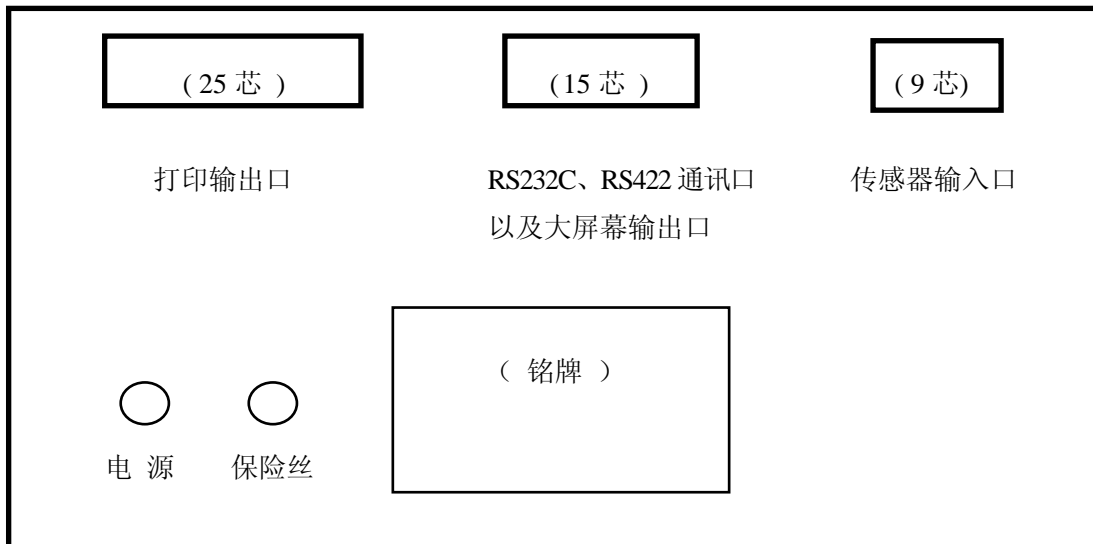 ( 25 芯 )
(15 芯 )
( 9 芯)
打印输出口
RS232C、RS422 通讯口
以及大屏幕输出口
传感器输入口
( 铭牌 )
电 源
保险丝